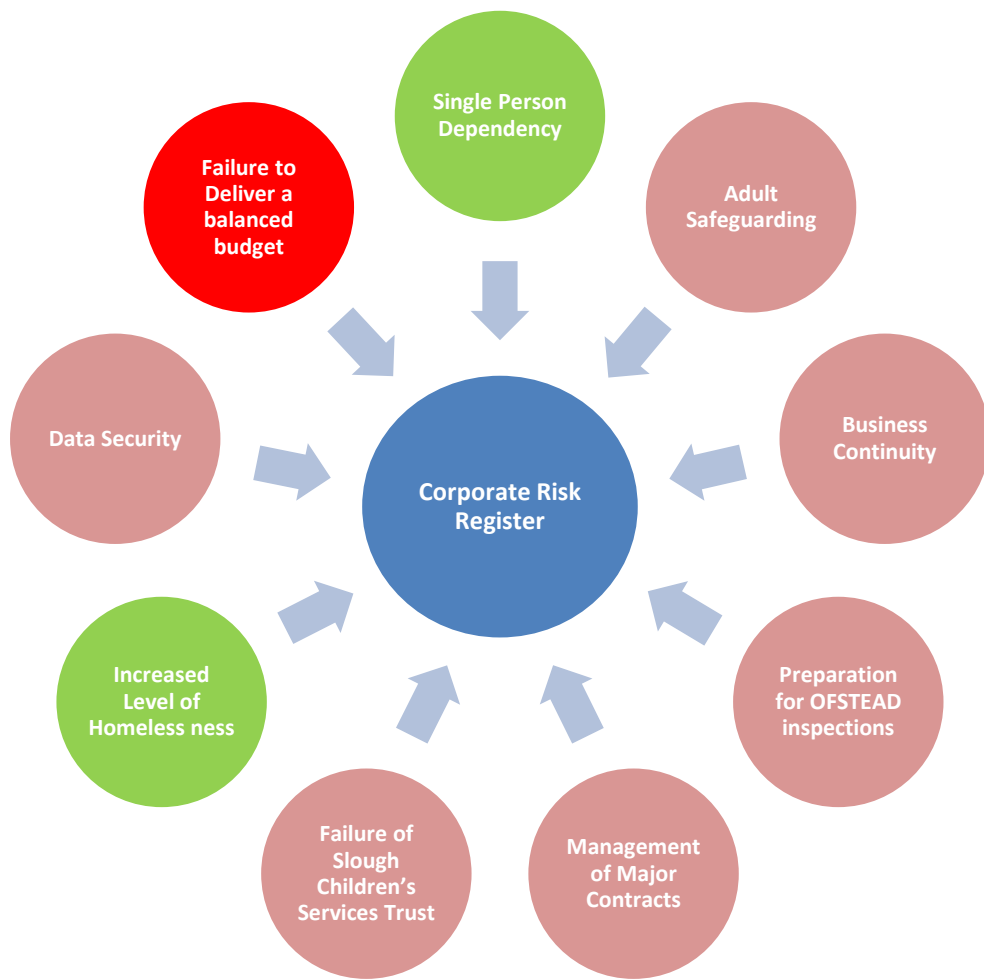 Single Person
Dependency
Adult
Safeguarding
Business
Continuity
Preparation
for OFSTEAD
inspections
Management
of Major
Contracts
Failure of
Slough
Children’s
Services Trust
Increased
Level of
Homeless ness
Data Security
Failure to
Deliver a
balanced
budget
Corporate Risk
Register